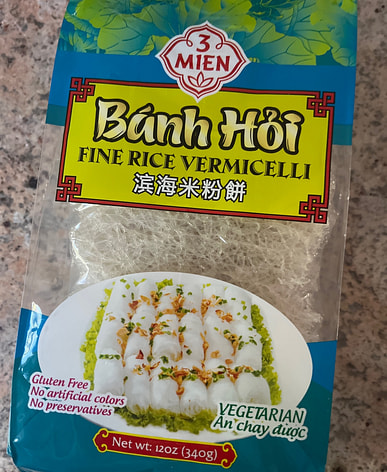 3
MIEN
Bánh Hỏi
FINE RICE VERMICELLI
滨海米粉餅
Gluten Free
No artificial colors
No preservatives
VEGETARIAN
Ăn chay được
Net wt: 12oz (340g)